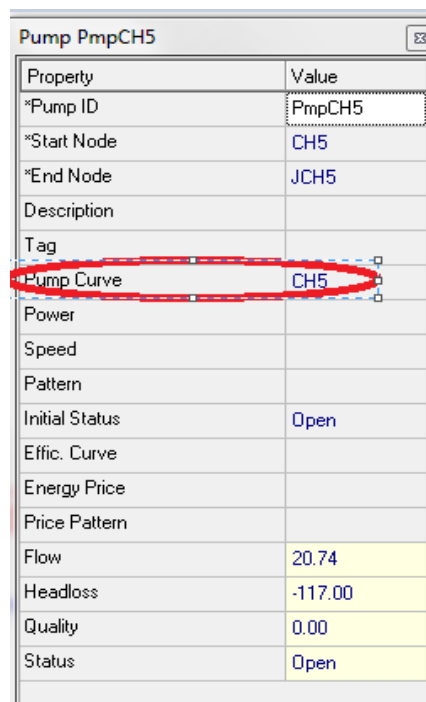 Pump PmpCH5
Property Value
*Pump ID PmpCH5
*Start Node CH5
*End Node JCH5
Description
Tag
Pump Curve CH5
Power
Speed
Pattern
Initial Status Open
Effic. Curve
Energy Price
Price Pattern
Flow 20.74
Headloss -117.00
Quality 0.00
Status Open